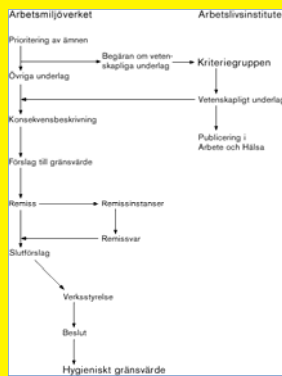 Arbetsmiljöverket
Arbetslivsinstitutet
Prioritering av ämnen
Begäran om veten-
skapliga underlag
Kriteriegruppen
Övriga underlag
Vetenskapligt underlag
Konsekvensbeskrivning
Publicering i
Arbete och Hälsa
Förslag till gränsvärde
Remiss
Remissinstanser
Remissvar
Slutförslag
Verksstyrelse
Beslut
Hygieniskt gränsvärde